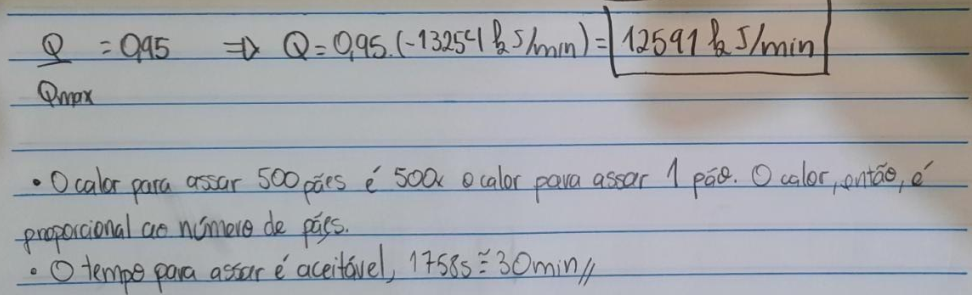 Q/Qmax = 0,95 ⇒ Q = 0,95.(-13254 kJ/min) = 12591 kJ/min
• O calor para assar 500 pães é 500x o calor para assar 1 pão. O calor, então, é
proporcional ao número de pães.
• O tempo para assar é aceitável, 1758s ≅ 30min//